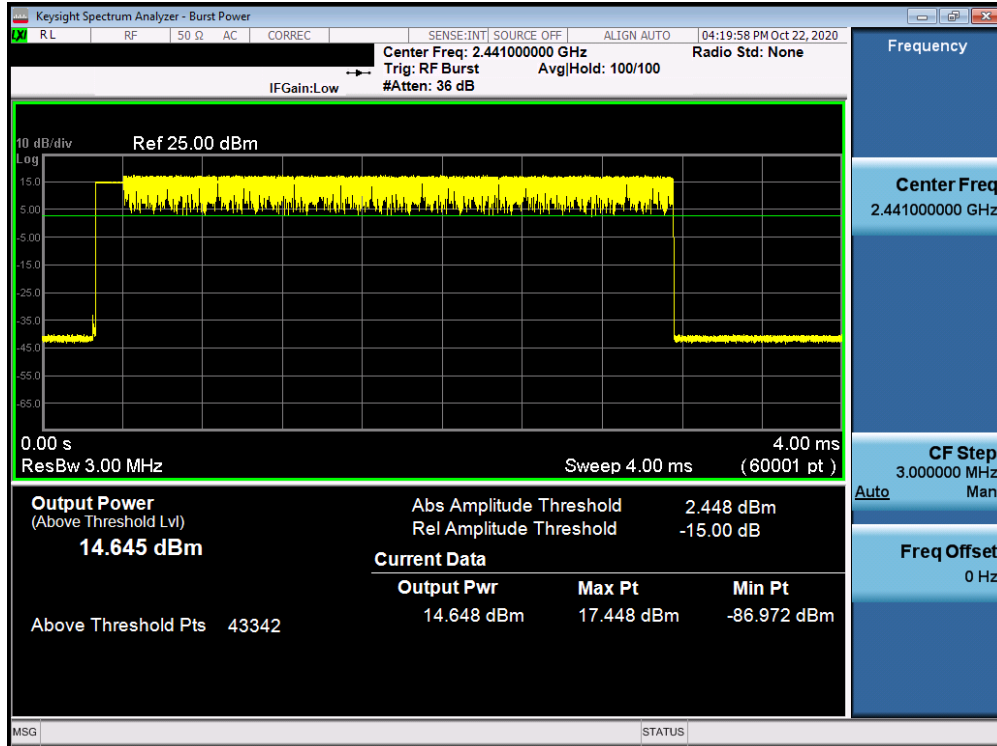 Keysight Spectrum Analyzer - Burst Power
LXI RL RF 50 Ω AC CORREC SENSE:INT SOURCE OFF ALIGN AUTO 04:19:58 PM Oct 22, 2020
Center Freq: 2.441000000 GHz Radio Std: None
Trig: RF Burst Avg|Hold: 100/100
IFGain:Low #Atten: 36 dB
10 dB/div Ref 25.00 dBm
Log
15.0
5.00
-5.00
-15.0
-25.0
-35.0
-45.0
-55.0
-65.0
0.00 s 4.00 ms
ResBw 3.00 MHz Sweep 4.00 ms (60001 pt)
Output Power
(Above Threshold Lvl)
14.645 dBm
Above Threshold Pts 43342
Abs Amplitude Threshold 2.448 dBm
Rel Amplitude Threshold -15.00 dB
Current Data
Output Pwr Max Pt Min Pt
14.648 dBm 17.448 dBm -86.972 dBm
Frequency
Center Freq
2.441000000 GHz
CF Step
3.000000 MHz
Auto Man
Freq Offset
0 Hz
MSG STATUS